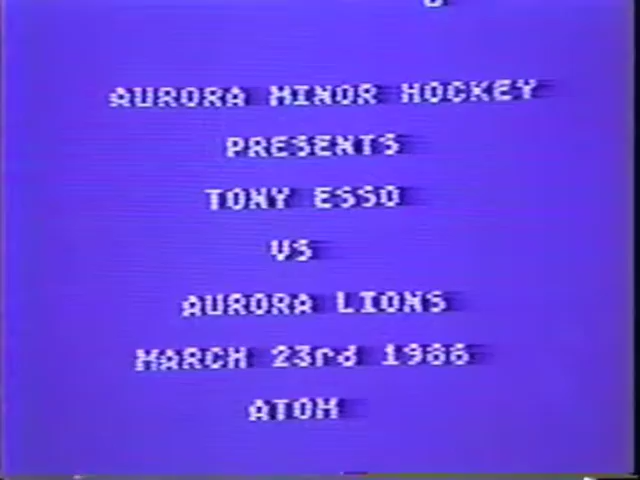 AURORA MINOR HOCKEY
PRESENTS
TONY ESSO
VS
AURORA LIONS
MARCH 23rd 1986
ATOM